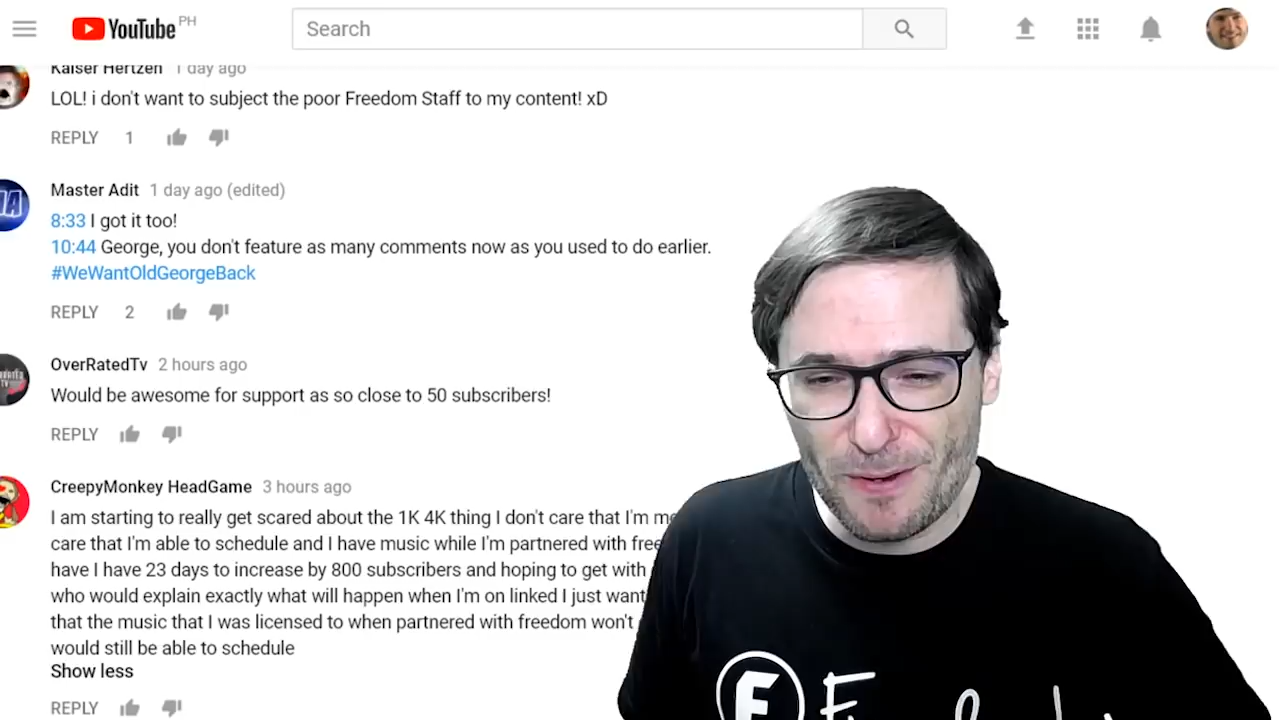 YouTube PH
Search
Kaiser Hertzen 1 day ago
LOL! i don't want to subject the poor Freedom Staff to my content! xD
REPLY 1
Master Adit 1 day ago (edited)
8:33 I got it too!
10:44 George, you don't feature as many comments now as you used to do earlier.
#WeWantOldGeorgeBack
REPLY 2
OverRatedTv 2 hours ago
Would be awesome for support as so close to 50 subscribers!
REPLY
CreepyMonkey HeadGame 3 hours ago
I am starting to really get scared about the 1K 4K thing I don't care that I'm
care that I'm able to schedule and I have music while I'm partnered with
have I have 23 days to increase by 800 subscribers and hoping to get with
who would explain exactly what will happen when I'm on linked I just want
that the music that I was licensed to when partnered with freedom won't
would still be able to schedule
Show less
REPLY